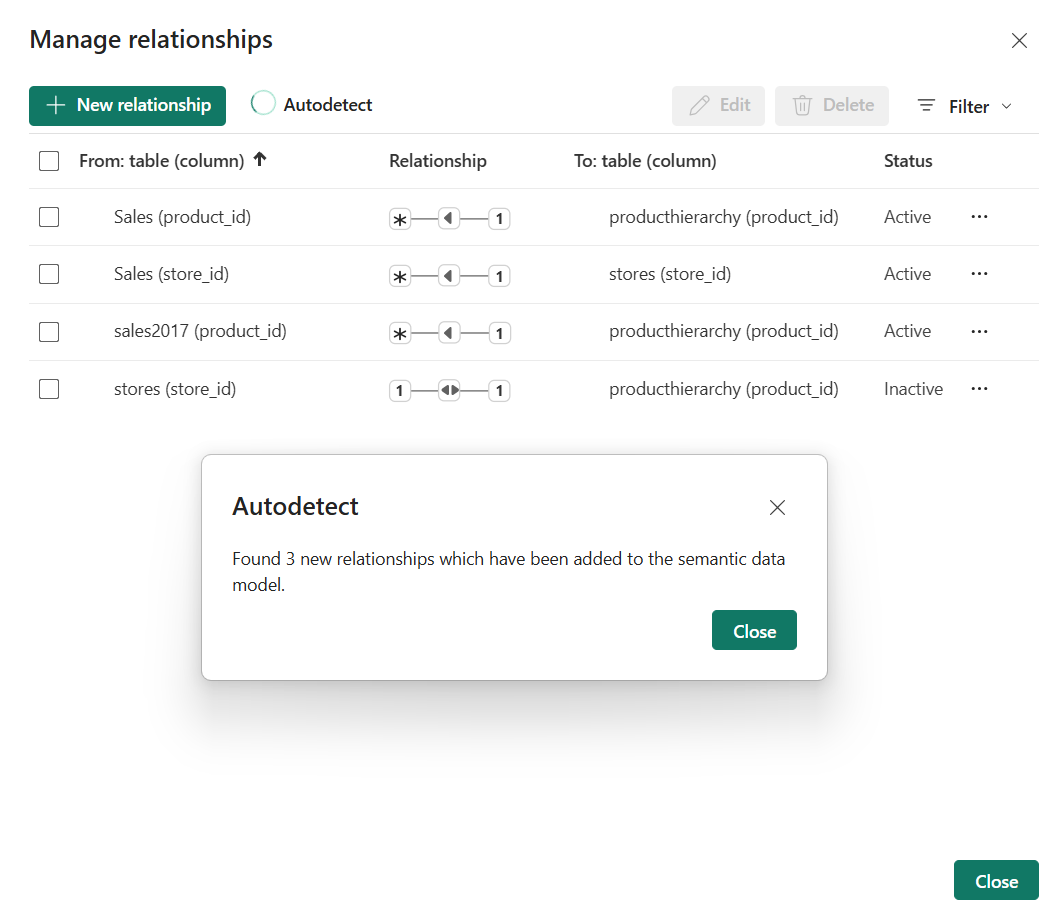 Manage relationships
New relationship Autodetect Edit Delete Filter
From: table (column) Relationship To: table (column) Status
Sales (product_id) * 1 producthierarchy (product_id) Active ...
Sales (store_id) * 1 stores (store_id) Active ...
sales2017 (product_id) * 1 producthierarchy (product_id) Active ...
stores (store_id) 1 1 producthierarchy (product_id) Inactive ...
Autodetect
Found 3 new relationships which have been added to the semantic data
model.
Close
Close